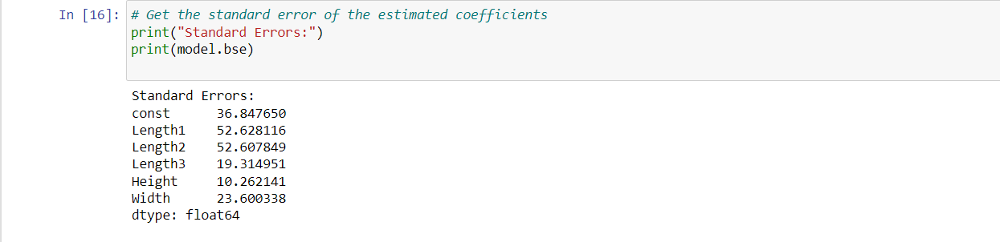 In [16]: # Get the standard error of the estimated coefficients
print("Standard Errors:")
print(model.bse)
Standard Errors:
const      36.847650
Length1    52.628116
Length2    52.607849
Length3    19.314951
Height     10.262141
Width      23.600338
dtype: float64